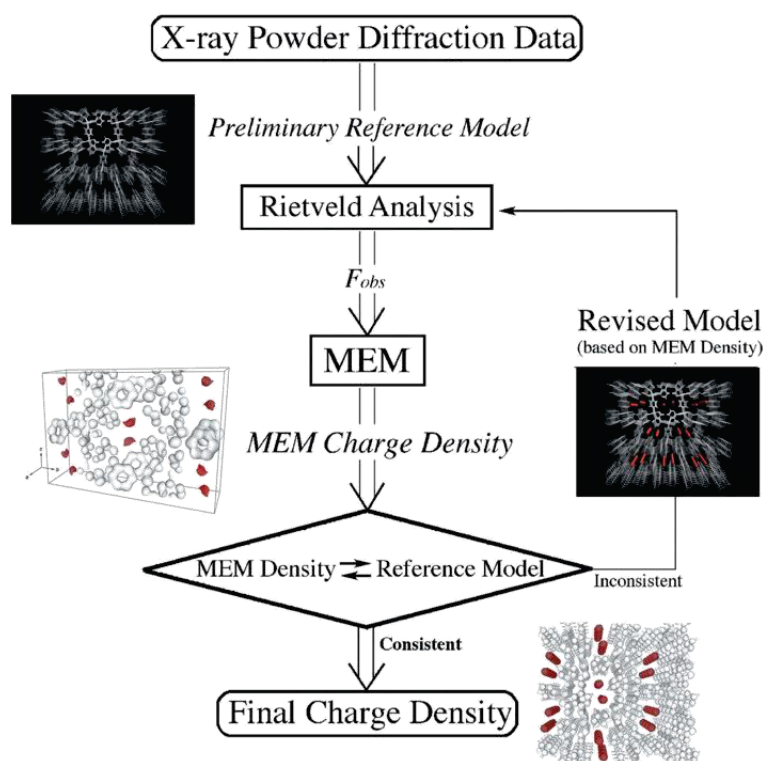 X-ray Powder Diffraction Data
Preliminary Reference Model
Rietveld Analysis
Fobs
Revised Model
(based on MEM Density)
MEM
MEM Charge Density
MEM Density Reference Model
Inconsistent
Consistent
Final Charge Density